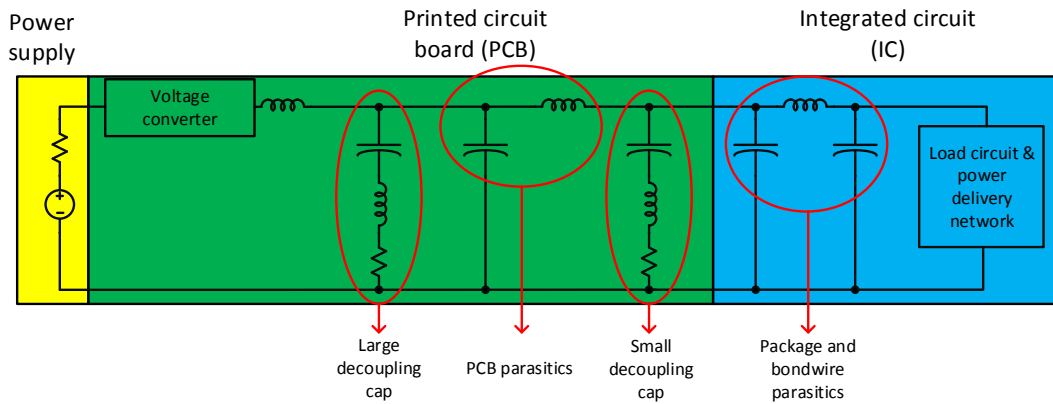 Power
supply
Printed circuit
board (PCB)
Integrated circuit
(IC)
Voltage
converter
Load circuit &
power
delivery
network
Large
decoupling
cap
PCB parasitics
Small
decoupling
cap
Package and
bondwire
parasitics